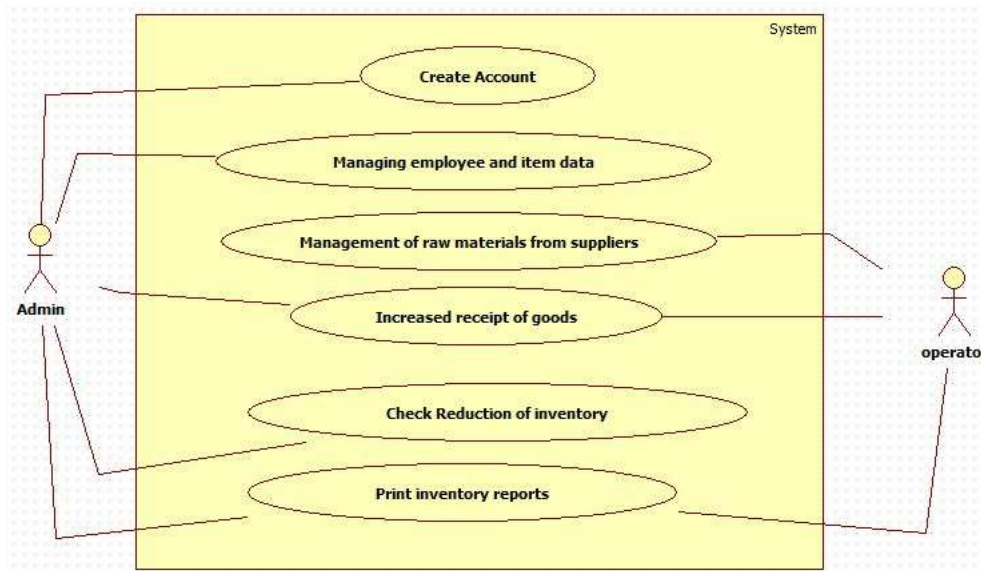 System
Create Account
Managing employee and item data
Management of raw materials from suppliers
Admin
Increased receipt of goods
operato
Check Reduction of inventory
Print inventory reports